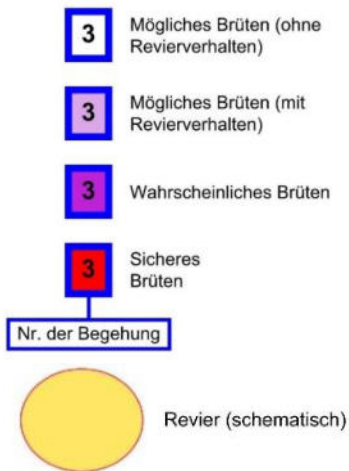 3
Mögliches Brüten (ohne
Revierverhalten)
3
Mögliches Brüten (mit
Revierverhalten)
3
Wahrscheinliches Brüten
3
Sicheres
Brüten
Nr. der Begehung
Revier (schematisch)